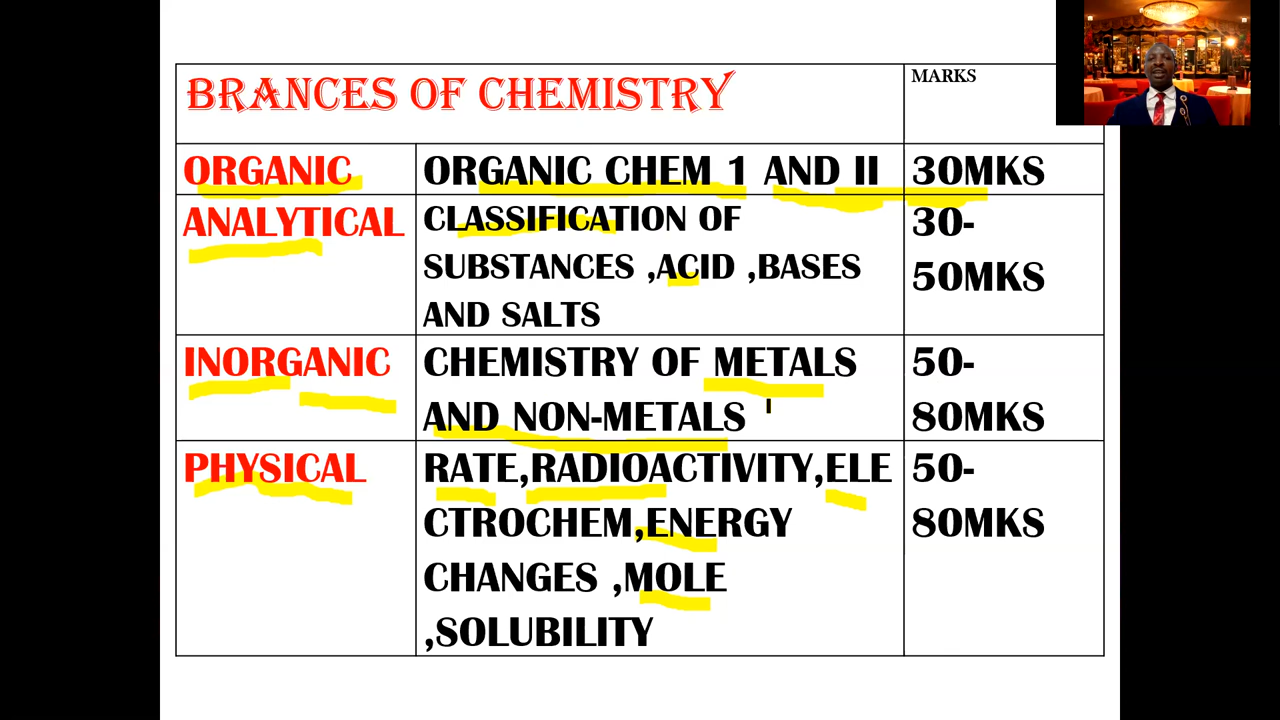 BRANCES OF CHEMISTRY
MARKS
ORGANIC
ORGANIC CHEM 1 AND II
30MKS
ANALYTICAL
CLASSIFICATION OF
SUBSTANCES ,ACID ,BASES
AND SALTS
30-
50MKS
INORGANIC
CHEMISTRY OF METALS
AND NON-METALS
50-
80MKS
PHYSICAL
RATE,RADIOACTIVITY,ELE
CTROCHEM,ENERGY
CHANGES ,MOLE
,SOLUBILITY
50-
80MKS